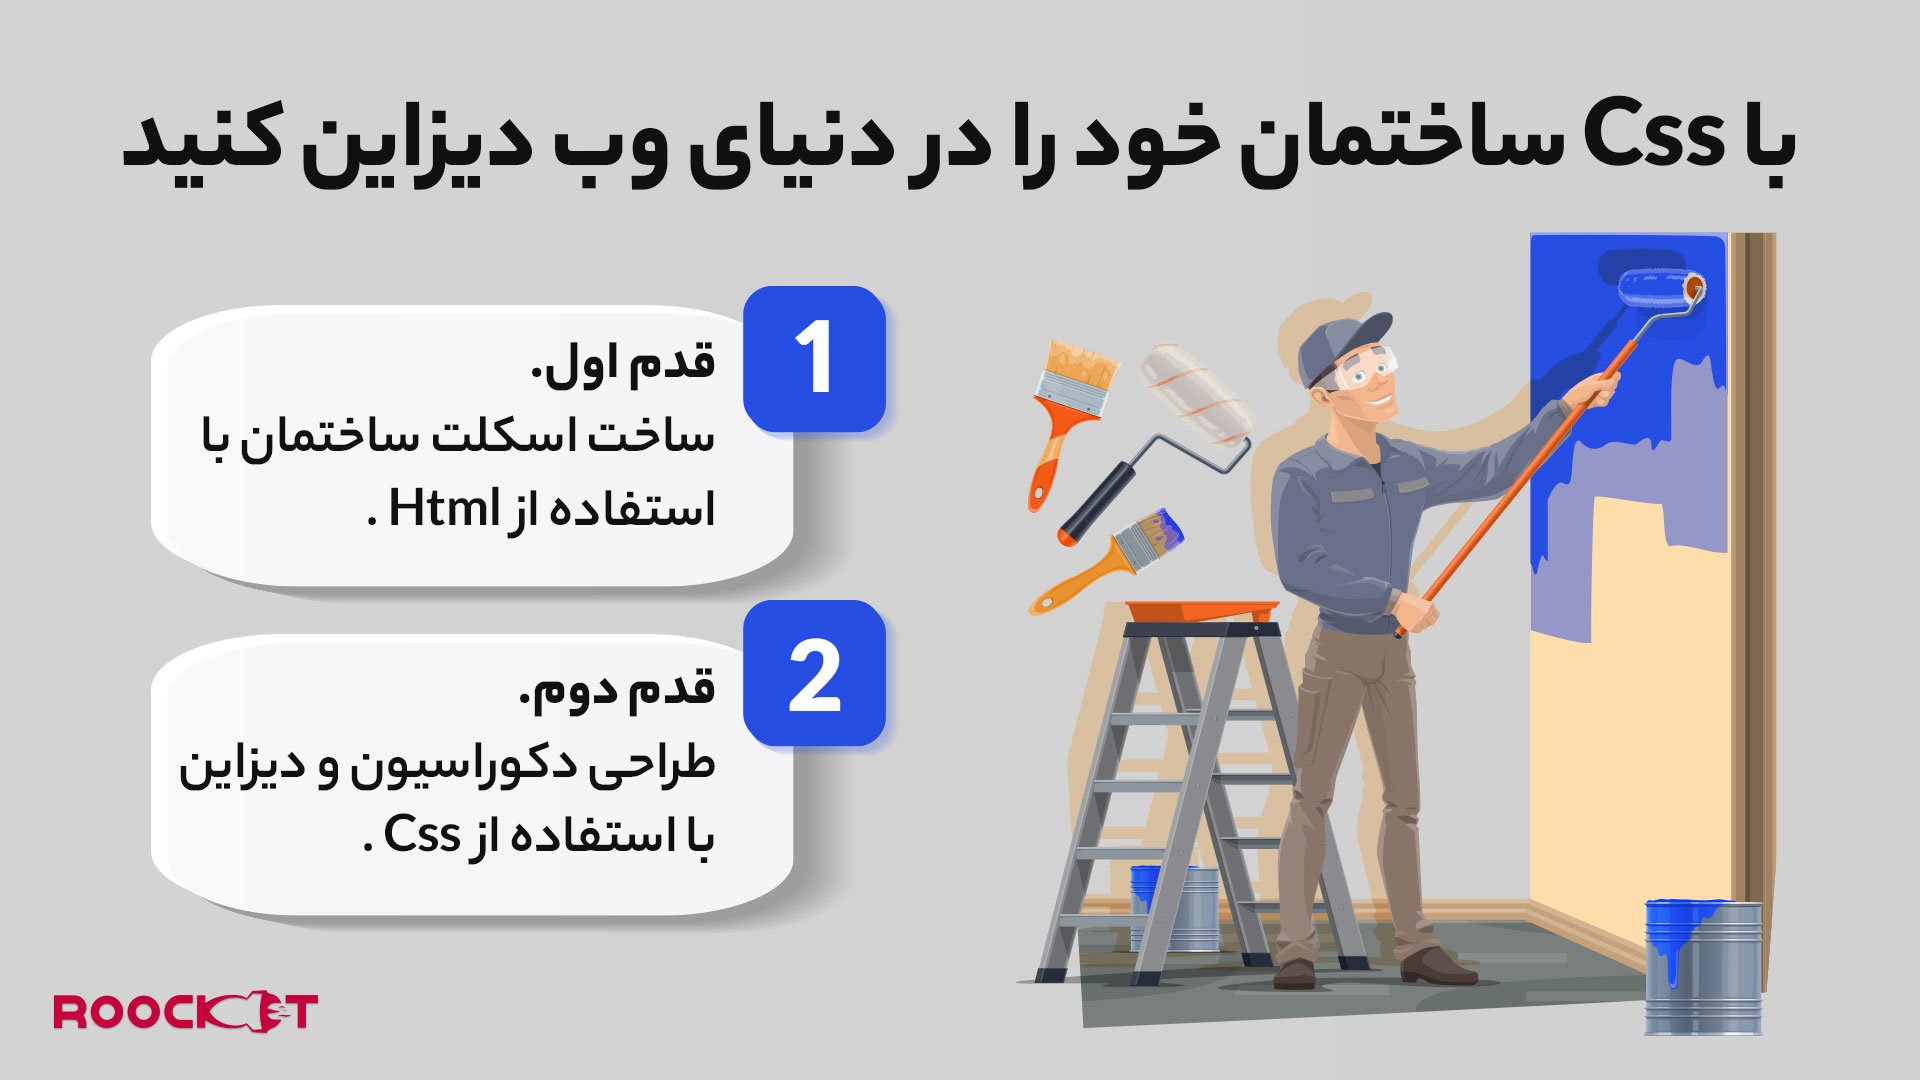 با Css ساختمان خود را در دنیای وب دیزاین کنید
1
قدم اول.
ساخت اسکلت ساختمان با
استفاده از Html .
2
قدم دوم.
طراحی دکوراسیون و دیزاین
با استفاده از Css .
ROOCKET